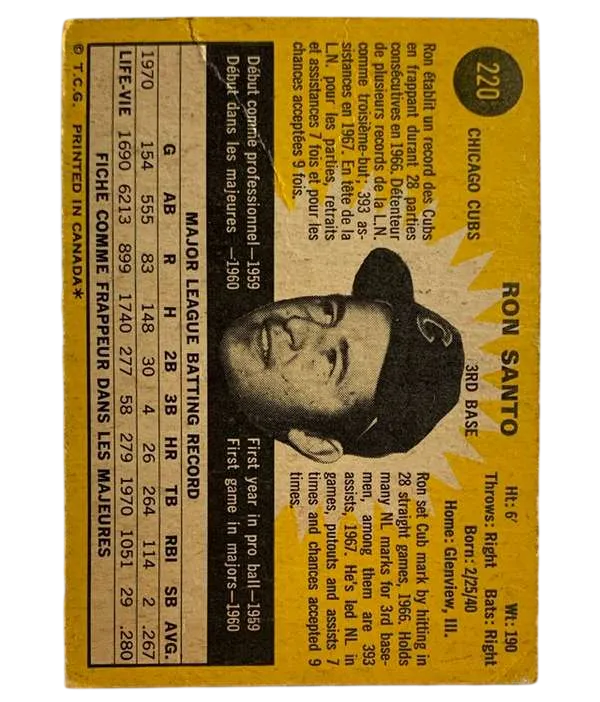 220
RON SANTO
CHICAGO CUBS
3RD BASE
Ht: 6' Wt: 190
Throws: Right Bats: Right
Born: 2/25/40
Home: Glenview, Ill.
Ron établit un record des Cubs
en frappant durant 28 parties
consécutives en 1966. Détenteur
de plusieurs records de la L.N.
comme troisième-but; 393 as-
sistances en 1967. En tête de la
L.N. pour les parties, retraits
et assistances 7 fois et pour les
chances acceptées 9 fois.
Ron set Cub mark by hitting in
28 straight games, 1966. Holds
many NL marks for 3rd base-
men, among them are 393
assists, 1967. He's led NL in
games, putouts and assists 7
times and chances accepted 9
times.
C
Début comme professionnel—1959
Début dans les majeures —1960
First year in pro ball—1959
First game in majors—1960
MAJOR LEAGUE BATTING RECORD
G AB R H 2B 3B HR TB RBI SB AVG.
1970 154 555 83 148 30 4 26 264 114 2 .267
LIFE-VIE 1690 6213 899 1740 277 58 279 1970 1051 29 .280
FICHE COMME FRAPPEUR DANS LES MAJEURES
© T.C.G. PRINTED IN CANADA*